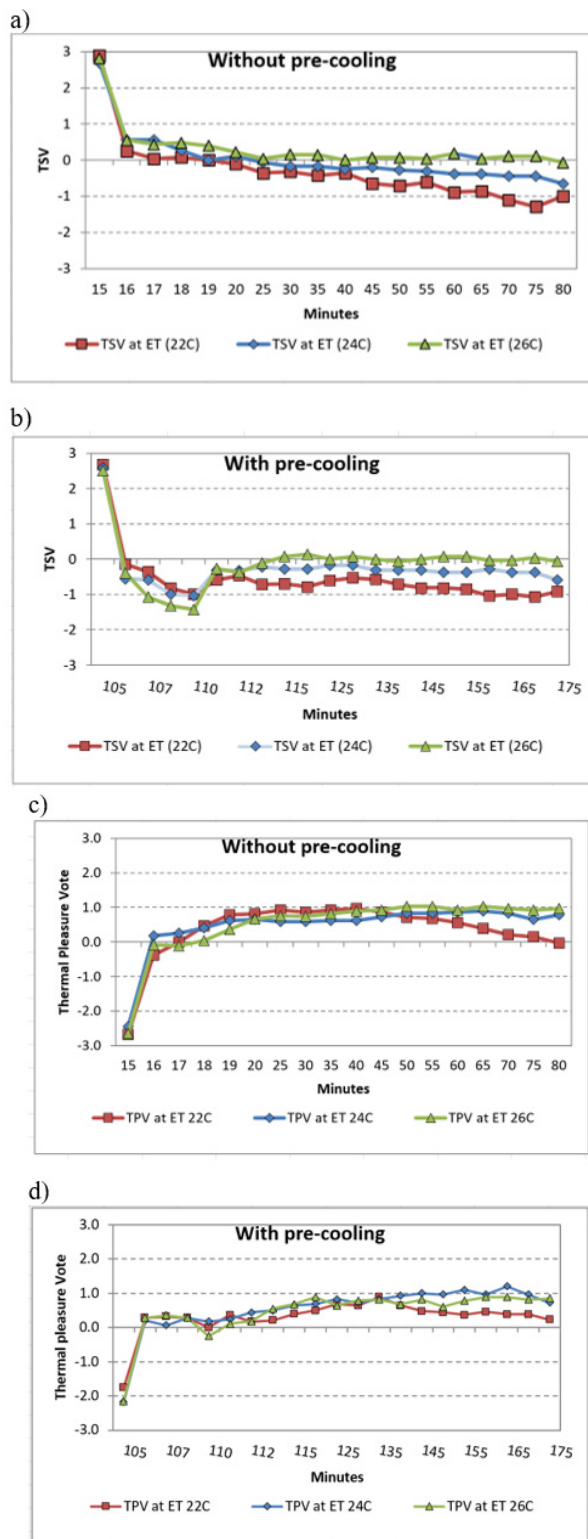 a)
Without pre-cooling
3
2
1
0
-1
-2
-3
TSV
15 16 17 18 19 20 25 30 35 40 45 50 55 60 65 70 75 80
Minutes
TSV at ET (22C) TSV at ET (24C) TSV at ET (26C)
b)
With pre-cooling
3
2
1
0
-1
-2
-3
TSV
105 107 110 112 115 125 135 145 155 165 175
Minutes
TSV at ET (22C) TSV at ET (24C) TSV at ET (26C)
c)
Without pre-cooling
3.0
2.0
1.0
0.0
-1.0
-2.0
-3.0
Thermal Pleasure Vote
15 16 17 18 19 20 25 30 35 40 45 50 55 60 65 70 75 80
Minutes
TPV at ET 22C TPV at ET 24C TPV at ET 26C
d)
With pre-cooling
3.0
2.0
1.0
0.0
-1.0
-2.0
-3.0
Thermal pleasure Vote
105 107 110 112 115 125 135 145 155 165 175
Minutes
TPV at ET 22C TPV at ET 24C TPV at ET 26C